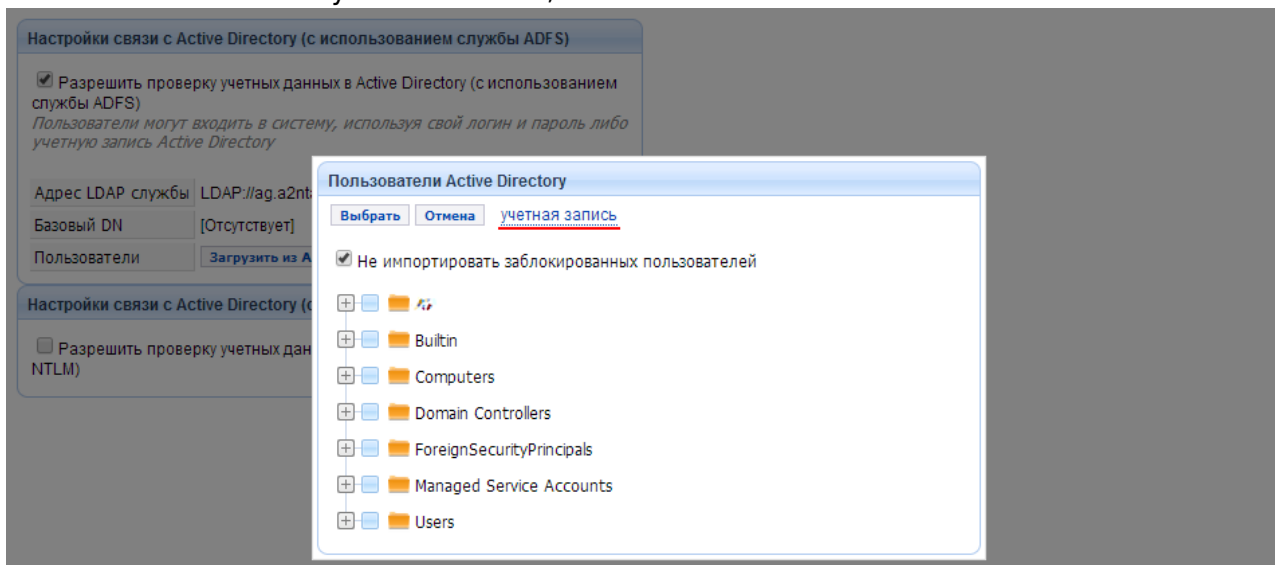 Настройки связи с Active Directory (с использованием службы ADFS)
Разрешить проверку учетных данных в Active Directory (с использованием
службы ADFS)
Пользователи могут входить в систему, используя свой логин и пароль либо
учетную запись Active Directory
Адрес LDAP службы LDAP://ag.a2nt
Базовый DN [Отсутствует]
Пользователи Загрузить из A
Настройки связи с Active Directory (с
Разрешить проверку учетных дан
NTLM)
Пользователи Active Directory
Выбрать Отмена учетная запись
Не импортировать заблокированных пользователей
Builtin
Computers
Domain Controllers
ForeignSecurityPrincipals
Managed Service Accounts
Users